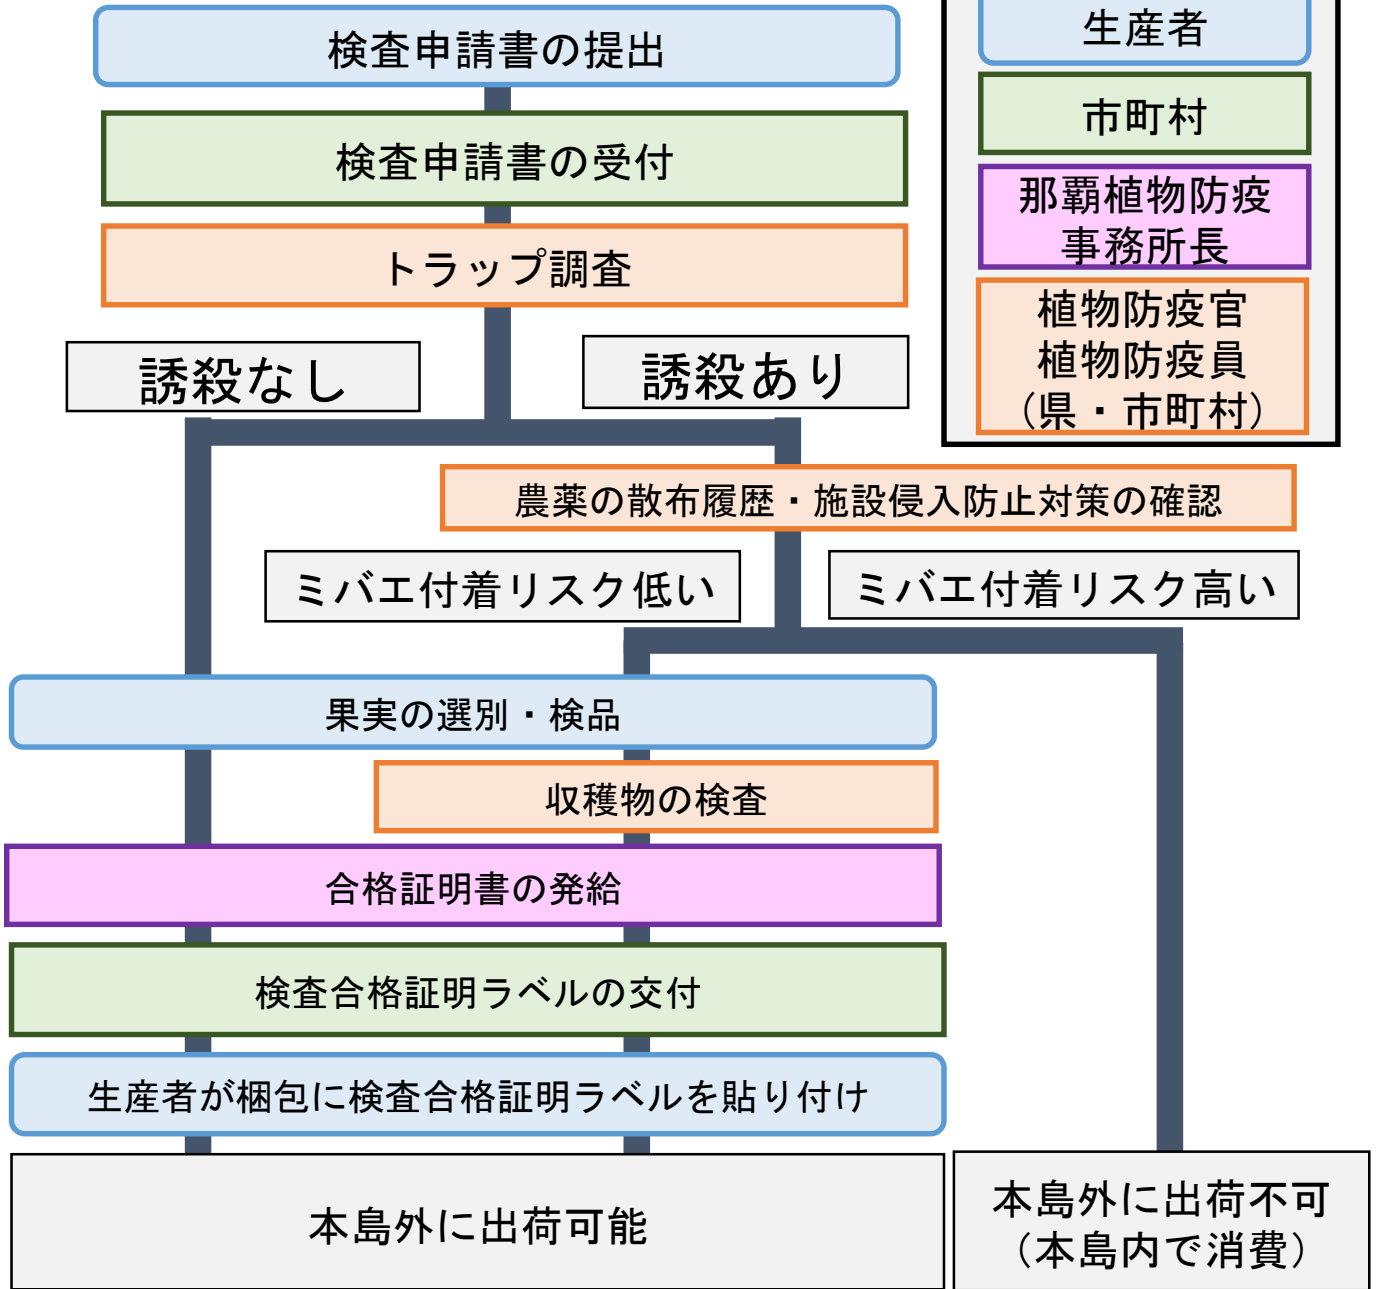 検査申請書の提出
検査申請書の受付
トラップ調査
生産者
市町村
那覇植物防疫
事務所長
植物防疫官
植物防疫員
（県・市町村）
誘殺なし
誘殺あり
農薬の散布履歴・施設侵入防止対策の確認
ミバエ付着リスク低い
ミバエ付着リスク高い
果実の選別・検品
収穫物の検査
合格証明書の発給
検査合格証明ラベルの交付
生産者が梱包に検査合格証明ラベルを貼り付け
本島外に出荷可能
本島外に出荷不可
（本島内で消費）